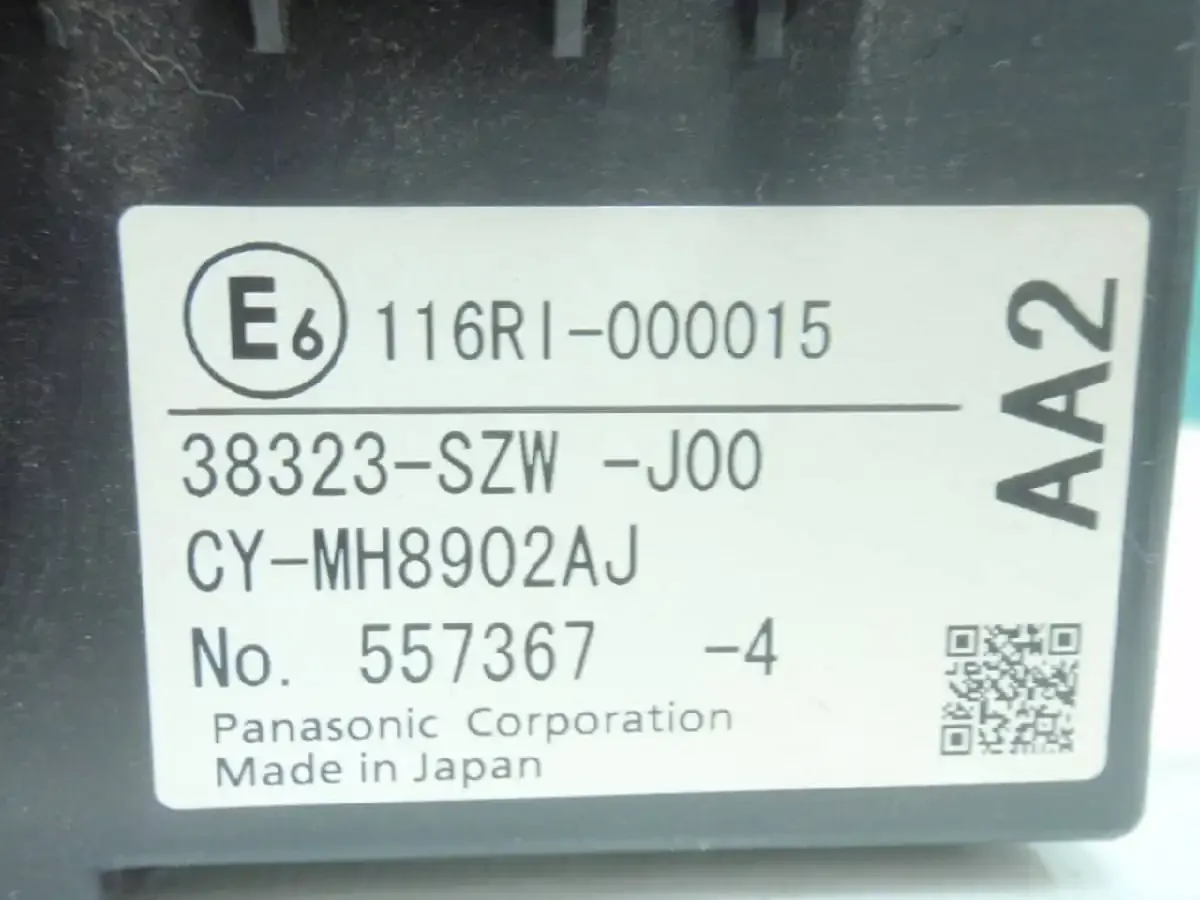 E6 116RI-000015
38323-SZW -J00
CY-MH8902AJ
No. 557367 -4
Panasonic Corporation
Made in Japan
AA2